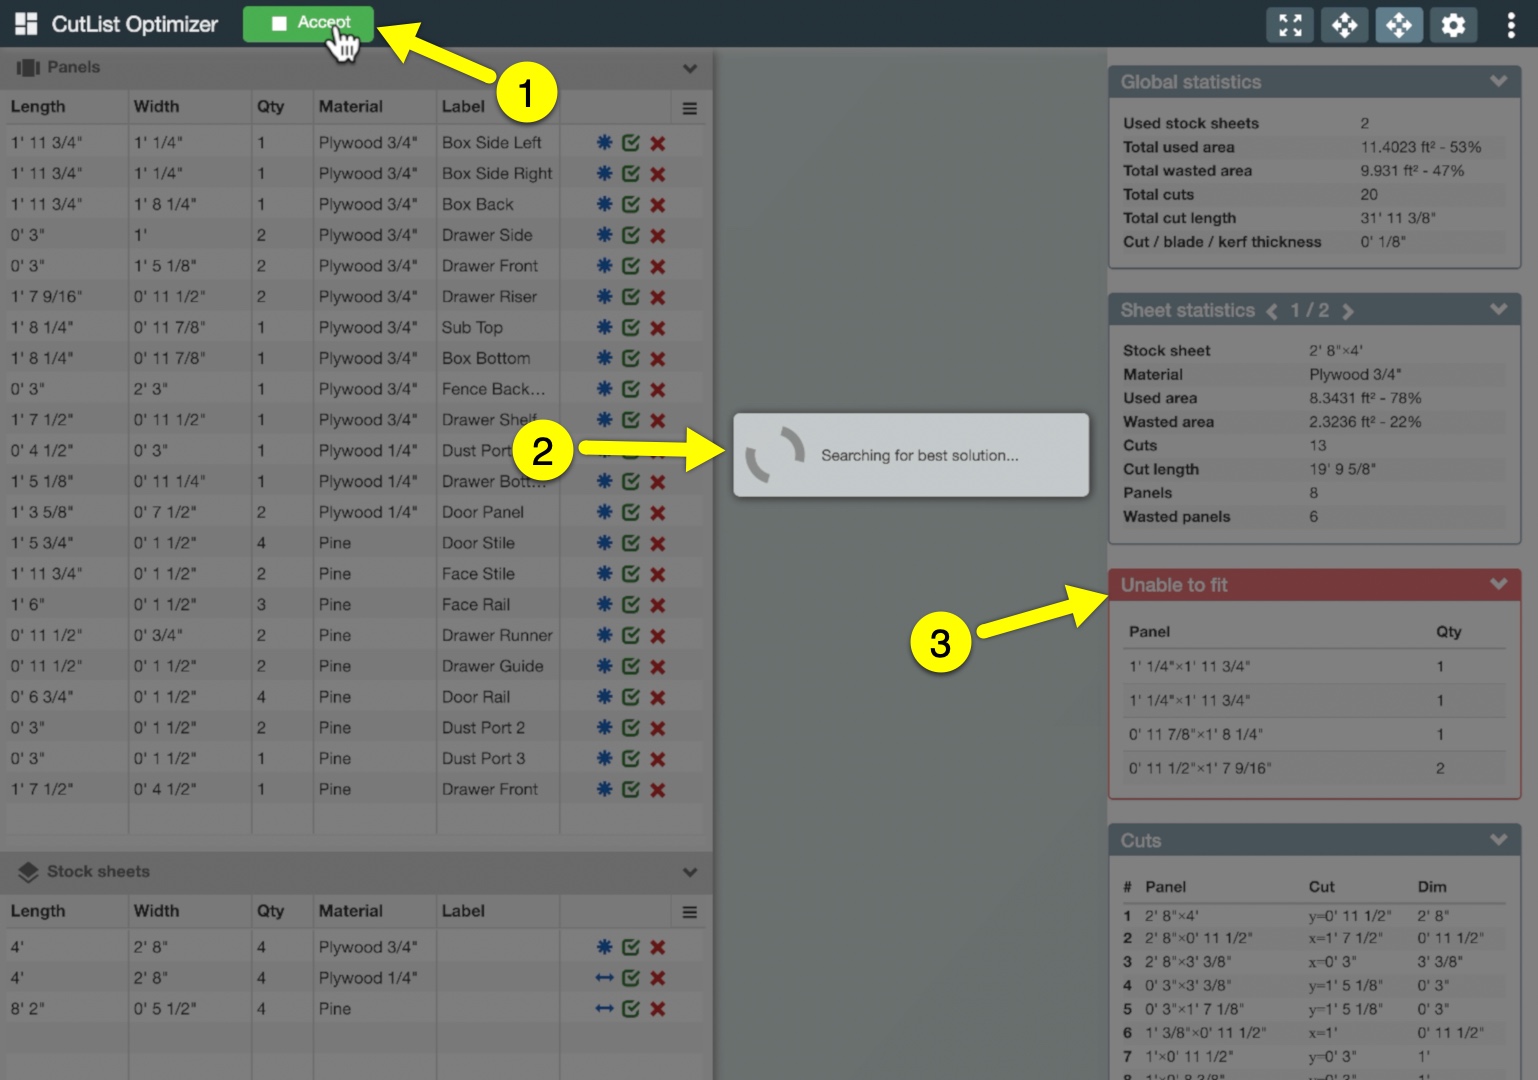 CutList Optimizer
Accept
1
Panels
Length Width Qty Material Label
1' 11 3/4" 1' 1/4" 1 Plywood 3/4" Box Side Left
1' 11 3/4" 1' 1/4" 1 Plywood 3/4" Box Side Right
1' 11 3/4" 1' 8 1/4" 1 Plywood 3/4" Box Back
0' 3" 1' 2 Plywood 3/4" Drawer Side
0' 3" 1' 5 1/8" 2 Plywood 3/4" Drawer Front
1' 7 9/16" 0' 11 1/2" 2 Plywood 3/4" Drawer Riser
1' 8 1/4" 0' 11 7/8" 1 Plywood 3/4" Sub Top
1' 8 1/4" 0' 11 7/8" 1 Plywood 3/4" Box Bottom
0' 3" 2' 3" 1 Plywood 3/4" Fence Back...
1' 7 1/2" 0' 11 1/2" 1 Plywood 3/4" Drawer Shelf
0' 4 1/2" 0' 3" 1 Plywood 1/4" Dust Port
1' 5 1/8" 0' 11 1/4" 1 Plywood 1/4" Drawer Bott...
1' 3 5/8" 0' 7 1/2" 2 Plywood 1/4" Door Panel
1' 5 3/4" 0' 1 1/2" 4 Pine Door Stile
1' 11 3/4" 0' 1 1/2" 2 Pine Face Stile
1' 6" 0' 1 1/2" 3 Pine Face Rail
0' 11 1/2" 0' 3/4" 2 Pine Drawer Runner
0' 11 1/2" 0' 1 1/2" 2 Pine Drawer Guide
0' 6 3/4" 0' 1 1/2" 4 Pine Door Rail
0' 3" 0' 1 1/2" 2 Pine Dust Port 2
0' 3" 0' 1 1/2" 1 Pine Dust Port 3
1' 7 1/2" 0' 4 1/2" 1 Pine Drawer Front
Stock sheets
Length Width Qty Material Label
4' 2' 8" 4 Plywood 3/4"
4' 2' 8" 4 Plywood 1/4"
8' 2" 0' 5 1/2" 4 Pine
2
Searching for best solution...
3
Global statistics
Used stock sheets 2
Total used area 11.4023 ft² - 53%
Total wasted area 9.931 ft² - 47%
Total cuts 20
Total cut length 31' 11 3/8"
Cut / blade / kerf thickness 0' 1/8"
Sheet statistics 1 / 2
Stock sheet 2' 8"×4'
Material Plywood 3/4"
Used area 8.3431 ft² - 78%
Wasted area 2.3236 ft² - 22%
Cuts 13
Cut length 19' 9 5/8"
Panels 8
Wasted panels 6
Unable to fit
Panel Qty
1' 1/4"×1' 11 3/4" 1
1' 1/4"×1' 11 3/4" 1
0' 11 7/8"×1' 8 1/4" 1
0' 11 1/2"×1' 7 9/16" 2
Cuts
# Panel Cut Dim
1 2' 8"×4' y=0' 11 1/2" 2' 8"
2 2' 8"×0' 11 1/2" x=1' 7 1/2" 0' 11 1/2"
3 2' 8"×3' 3/8" x=0' 3" 3' 3/8"
4 0' 3"×3' 3/8" y=1' 5 1/8" 0' 3"
5 0' 3"×1' 7 1/8" y=1' 5 1/8" 0' 3"
6 1' 3/8"×0' 11 1/2" x=1' 0' 11 1/2"
7 1'×0' 11 1/2" y=0' 3" 1'